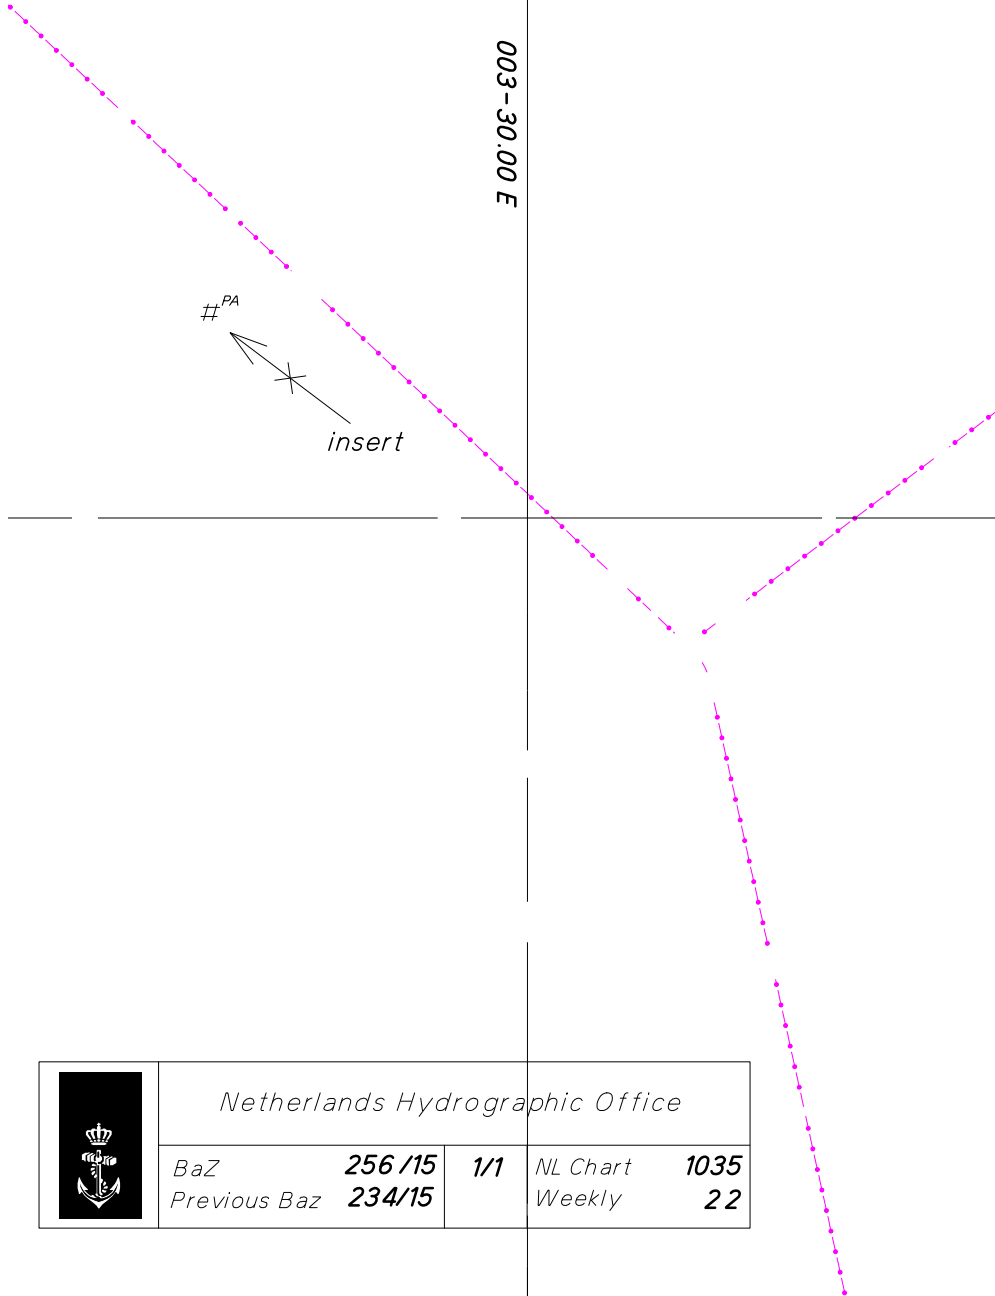 003-30.00 E
#PA
insert
Netherlands Hydrographic Office
BaZ 256/15 1/1 NL Chart 1035
Previous Baz 234/15 Weekly 22